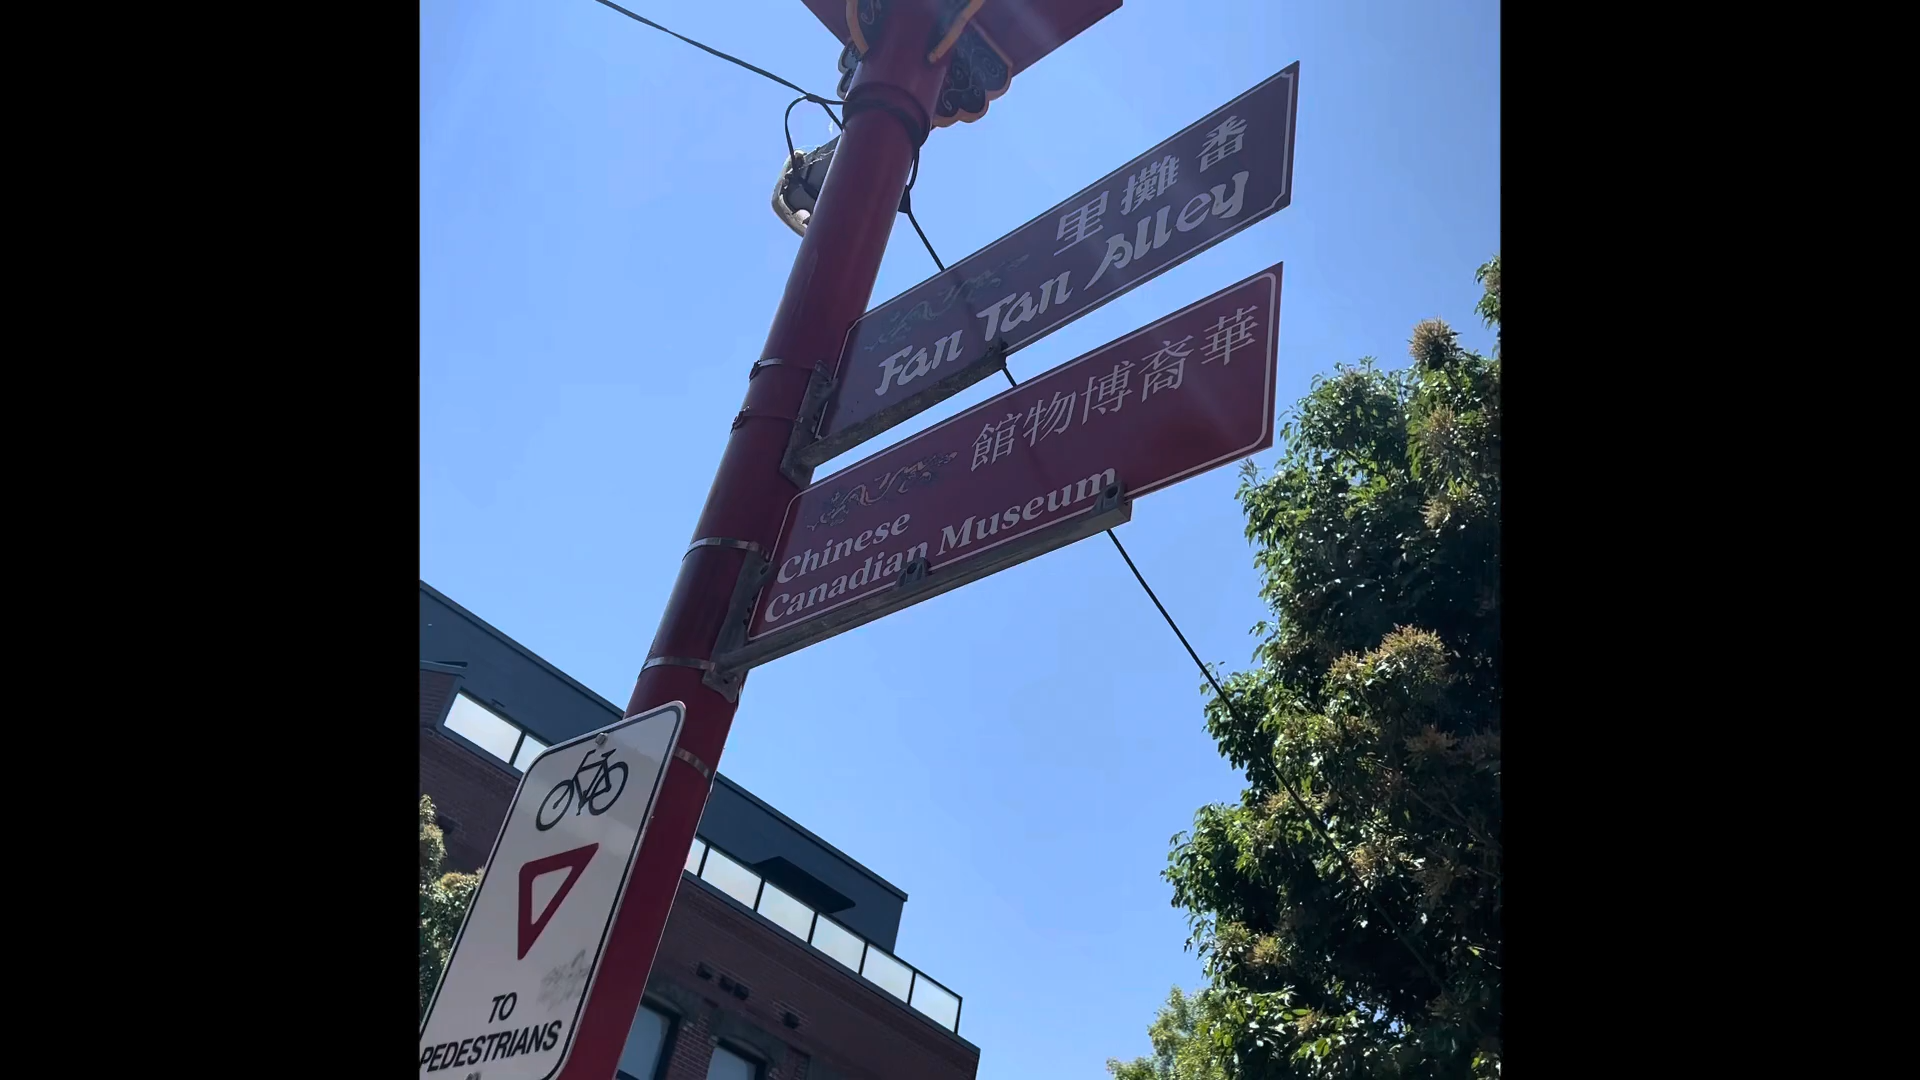 里攤番
Fan Tan Alley
館物博裔華
Chinese
Canadian Museum
TO
PEDESTRIANS